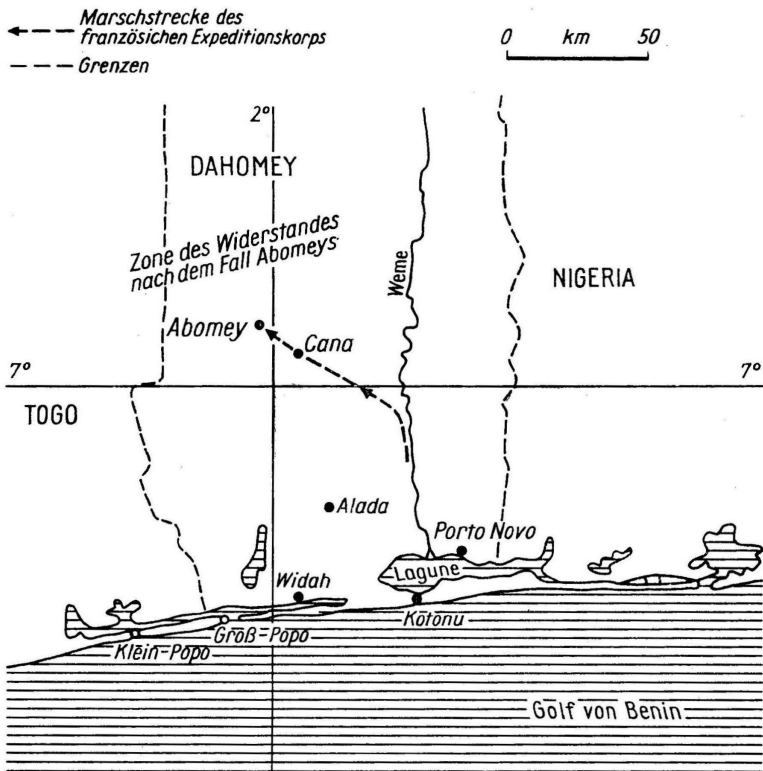 Marschstrecke des
französichen Expeditionskorps
Grenzen
0 km 50
2°
DAHOMEY
Zone des Widerstandes
nach dem Fall Abomeys
Weme
NIGERIA
Abomey
Cana
7°
7°
TOGO
Alada
Porto Novo
Lagune
Widah
Kotonu
Groß-Popo
Klein-Popo
Golf von Benin